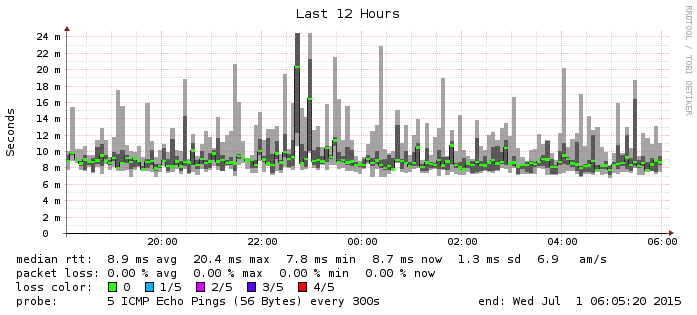 Last 12 Hours
RRDTOOL / TOBI OETIKER
Seconds
24 m
22 m
20 m
18 m
16 m
14 m
12 m
10 m
8 m
6 m
4 m
2 m
0
20:00 22:00 00:00 02:00 04:00 06:00
median rtt: 8.9 ms avg 20.4 ms max 7.8 ms min 8.7 ms now 1.3 ms sd 6.9 am/s
packet loss: 0.00 % avg 0.00 % max 0.00 % min 0.00 % now
loss color: 0 1/5 2/5 3/5 4/5
probe: 5 ICMP Echo Pings (56 Bytes) every 300s end: Wed Jul 1 06:05:20 2015